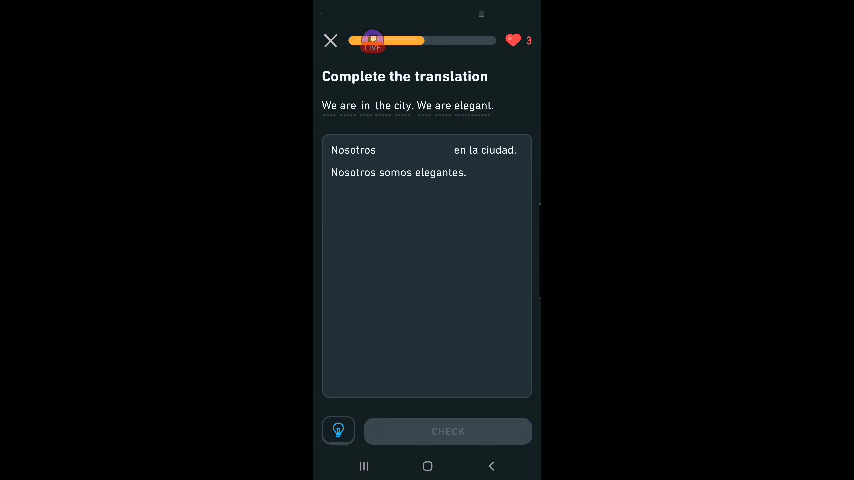 3
LIVE
Complete the translation
We are in the city. We are elegant.
Nosotros en la ciudad.
Nosotros somos elegantes.
CHECK